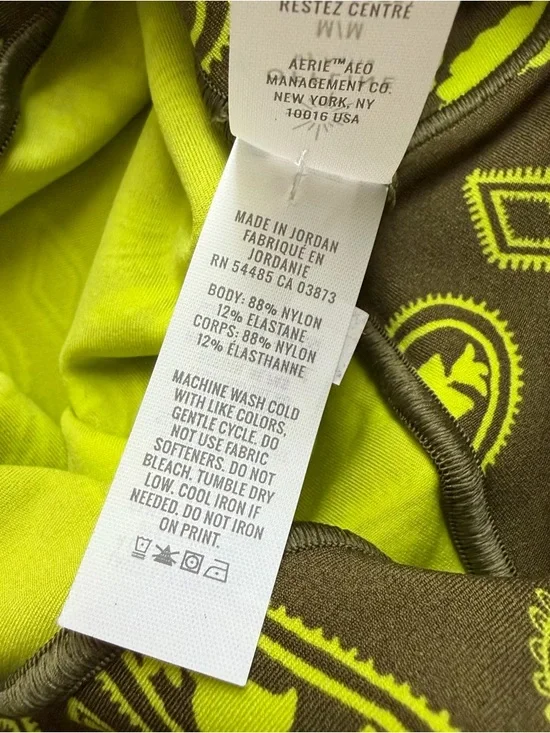 RESTEZ CENTRÉ
M/M
AERIE™ AEO
MANAGEMENT CO.
NEW YORK, NY
10016 USA
MADE IN JORDAN
FABRIQUÉ EN
JORDANIE
RN 54485 CA 03873
BODY: 88% NYLON
12% ELASTANE
CORPS: 88% NYLON
12% ÉLASTHANNE
MACHINE WASH COLD
WITH LIKE COLORS,
GENTLE CYCLE. DO
NOT USE FABRIC
SOFTENERS. DO NOT
BLEACH. TUMBLE DRY
LOW. COOL IRON IF
NEEDED. DO NOT IRON
ON PRINT.